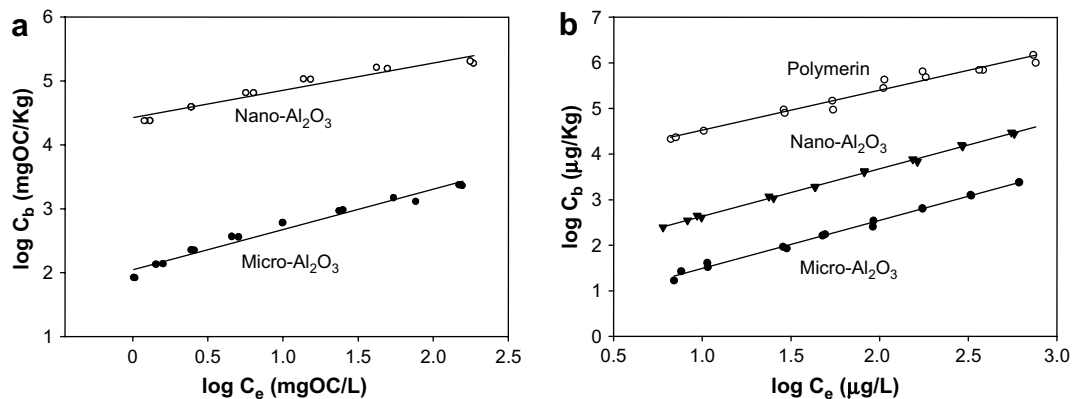 a
6
5
4
3
2
1
log C_b (mgOC/Kg)
Nano-Al₂O₃
Micro-Al₂O₃
0
0.5
1.0
1.5
2.0
2.5
log C_e (mgOC/L)
b
7
6
5
4
3
2
1
0
log C_b (μg/Kg)
Polymerin
Nano-Al₂O₃
Micro-Al₂O₃
0.5
1.0
1.5
2.0
2.5
3.0
log C_e (μg/L)